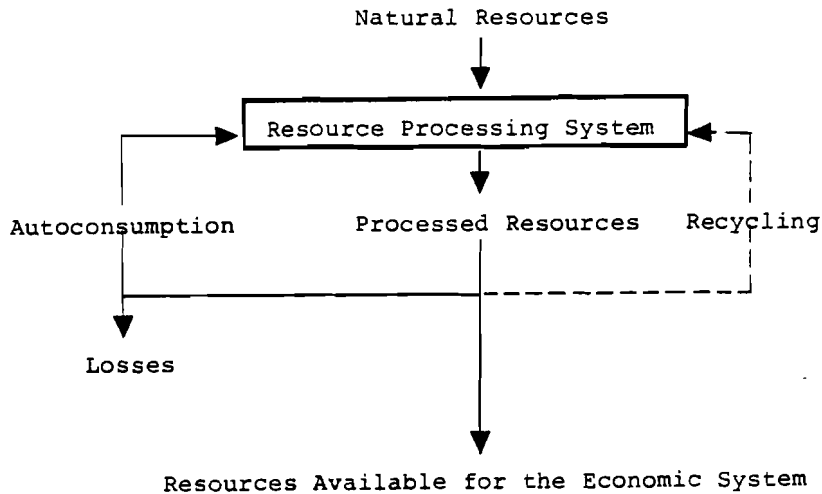 Natural Resources
Resource Processing System
Autoconsumption
Processed Resources
Recycling
Losses
Resources Available for the Economic System